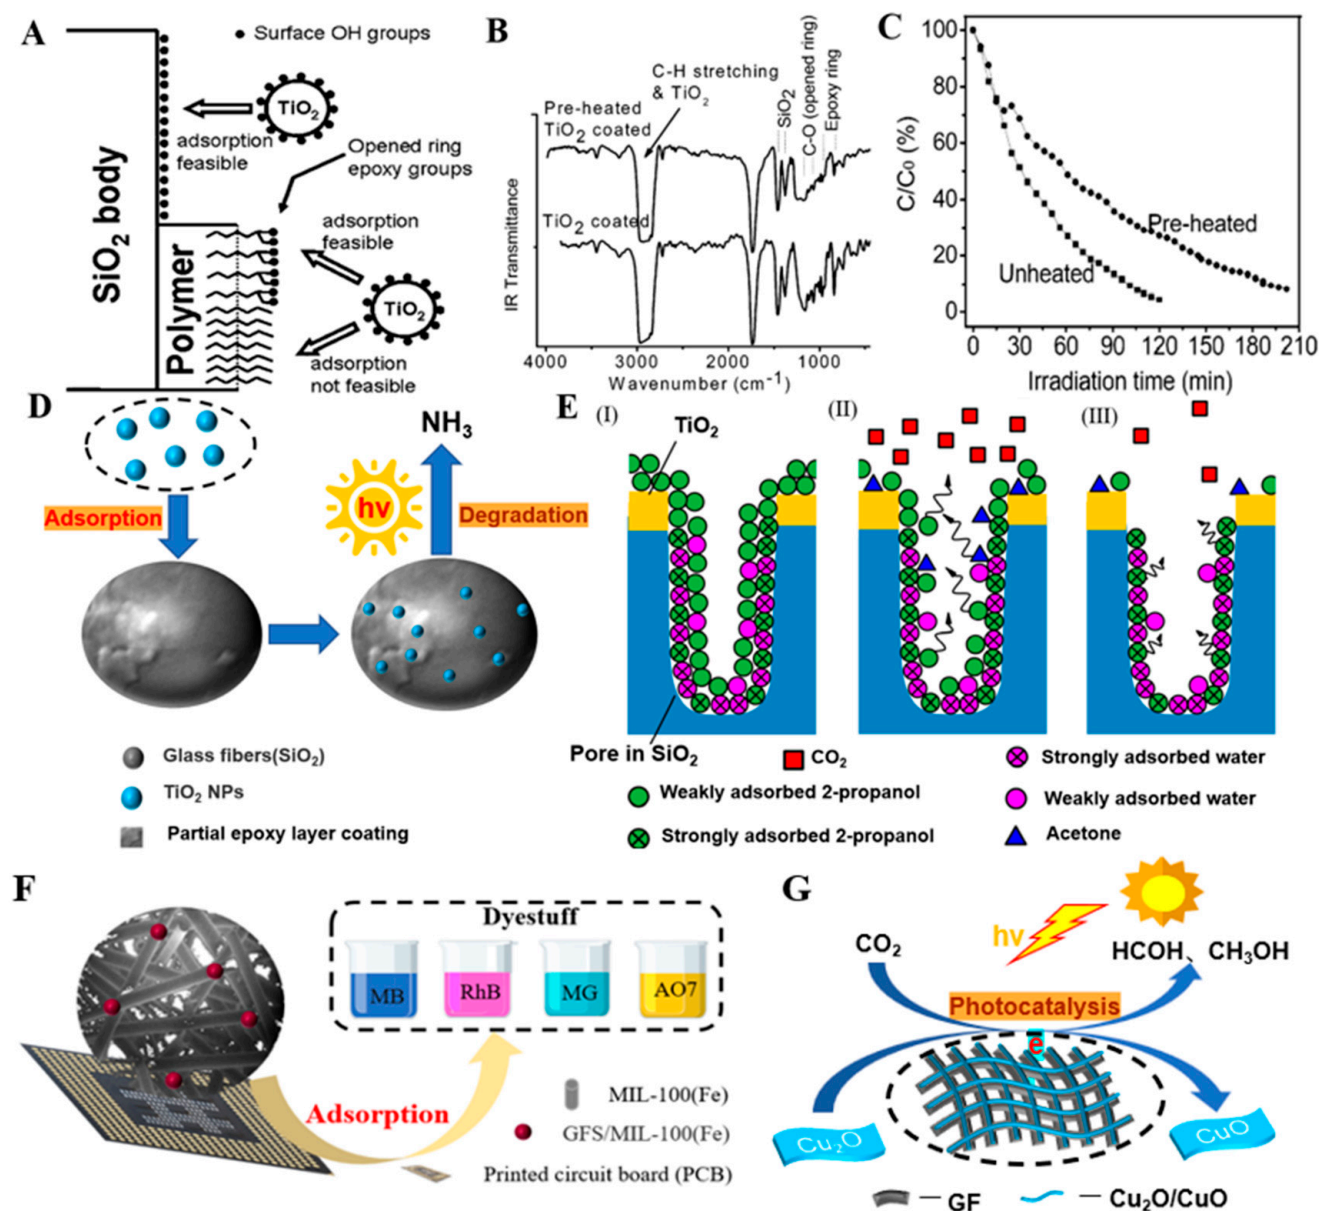 A
SiO2 body
Polymer
Surface OH groups
TiO2
adsorption
feasible
Opened ring
epoxy groups
adsorption
feasible
TiO2
adsorption
not feasible
B
C-H stretching
& TiO2
Pre-heated
TiO2 coated
TiO2 coated
SiO2
C-O (opened ring)
Epoxy ring
IR Transmittance
4000 3000 2000 1000
Wavenumber (cm-1)
C
100
80
60
40
20
0
C/C0 (%)
Pre-heated
Unheated
0 30 60 90 120 150 180 210
Irradiation time (min)
D
Adsorption
hv
NH3
Degradation
Glass fibers(SiO2)
TiO2 NPs
Partial epoxy layer coating
E
(I)
(II)
(III)
TiO2
Pore in SiO2
CO2
Weakly adsorbed 2-propanol
Strongly adsorbed 2-propanol
Strongly adsorbed water
Weakly adsorbed water
Acetone
F
Dyestuff
MB
RhB
MG
AO7
Adsorption
MIL-100(Fe)
GFS/MIL-100(Fe)
Printed circuit board (PCB)
G
CO2
hv
HCOH、CH3OH
Photocatalysis
e
Cu2O
CuO
— GF
— Cu2O/CuO